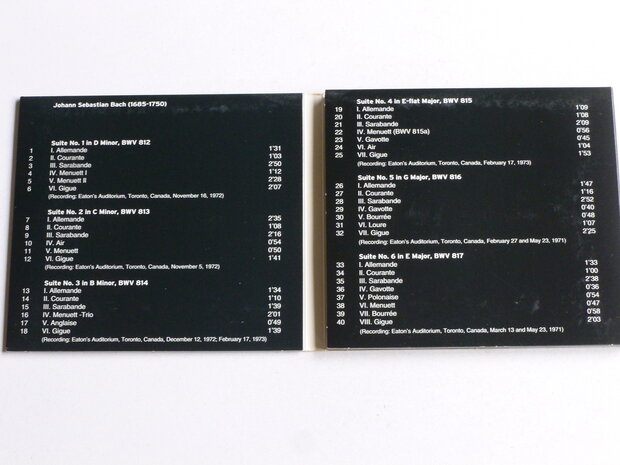 Johann Sebastian Bach (1685-1750)
Suite No. 1 in D Minor, BWV 812
1 I. Allemande 1'31
2 II. Courante 1'03
3 III. Sarabande 2'50
4 IV. Menuett I 1'12
5 V. Menuett II 2'28
6 VI. Gigue 2'07
(Recording: Eaton's Auditorium, Toronto, Canada, November 16, 1972)
Suite No. 2 in C Minor, BWV 813
7 I. Allemande 2'35
8 II. Courante 1'08
9 III. Sarabande 2'16
10 IV. Air 0'54
11 V. Menuett 0'50
12 VI. Gigue 1'41
(Recording: Eaton's Auditorium, Toronto, Canada, November 5, 1972)
Suite No. 3 in B Minor, BWV 814
13 I. Allemande 1'34
14 II. Courante 1'10
15 III. Sarabande 1'39
16 IV. Menuett -Trio 2'01
17 V. Anglaise 0'49
18 VI. Gigue 1'39
(Recording: Eaton's Auditorium, Toronto, Canada, December 12, 1972; February 17, 1973)
Suite No. 4 in E-flat Major, BWV 815
19 I. Allemande 1'09
20 II. Courante 1'08
21 III. Sarabande 2'09
22 IV. Menuett (BWV 815a) 0'56
23 V. Gavotte 0'45
24 VI. Air 1'04
25 VII. Gigue 1'53
(Recording: Eaton's Auditorium, Toronto, Canada, February 17, 1973)
Suite No. 5 in G Major, BWV 816
26 I. Allemande 1'47
27 II. Courante 1'16
28 III. Sarabande 2'52
29 IV. Gavotte 0'40
30 V. Bourrée 0'48
31 VI. Loure 1'07
32 VII. Gigue 2'25
(Recording: Eaton's Auditorium, Toronto, Canada, February 27 and May 23, 1971)
Suite No. 6 in E Major, BWV 817
33 I. Allemande 1'33
34 II. Courante 1'00
35 III. Sarabande 2'38
36 IV. Gavotte 0'36
37 V. Polonaise 0'54
38 VI. Menuett 0'47
39 VII. Bourrée 0'58
40 VIII. Gigue 2'03
(Recording: Eaton's Auditorium, Toronto, Canada, March 13 and May 23, 1971)